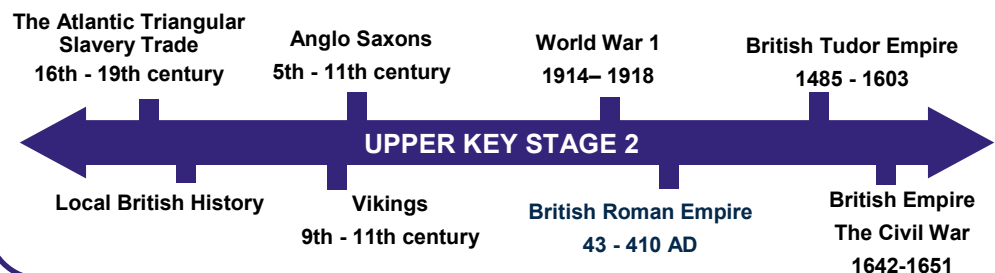 The Atlantic Triangular
Slavery Trade
16th - 19th century
Anglo Saxons
5th - 11th century
World War 1
1914– 1918
British Tudor Empire
1485 - 1603
UPPER KEY STAGE 2
Local British History
Vikings
9th - 11th century
British Roman Empire
43 - 410 AD
British Empire
The Civil War
1642-1651